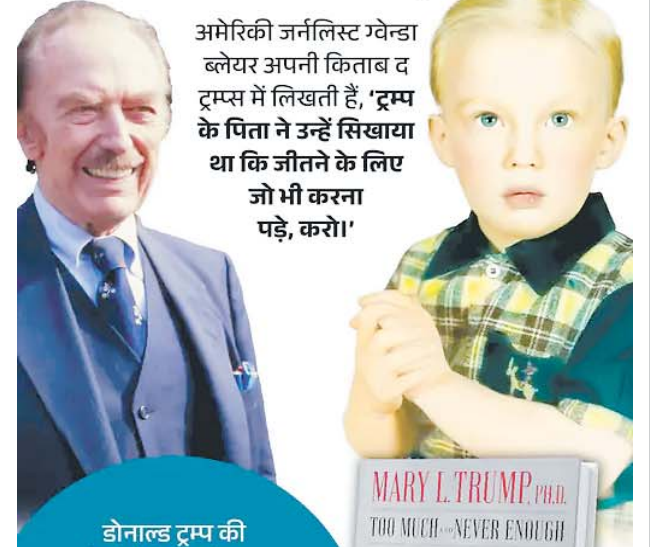 अमेरिकी जर्नलिस्ट ग्वेन्डा
ब्लेयर अपनी किताब द
ट्रम्प्स में लिखती हैं, ‘ट्रम्प
के पिता ने उन्हें सिखाया
था कि जीतने के लिए
जो भी करना
पड़े, करो।’
MARY L. TRUMP, PH.D.
TOO MUCH AND NEVER ENOUGH
डोनाल्ड ट्रम्प की